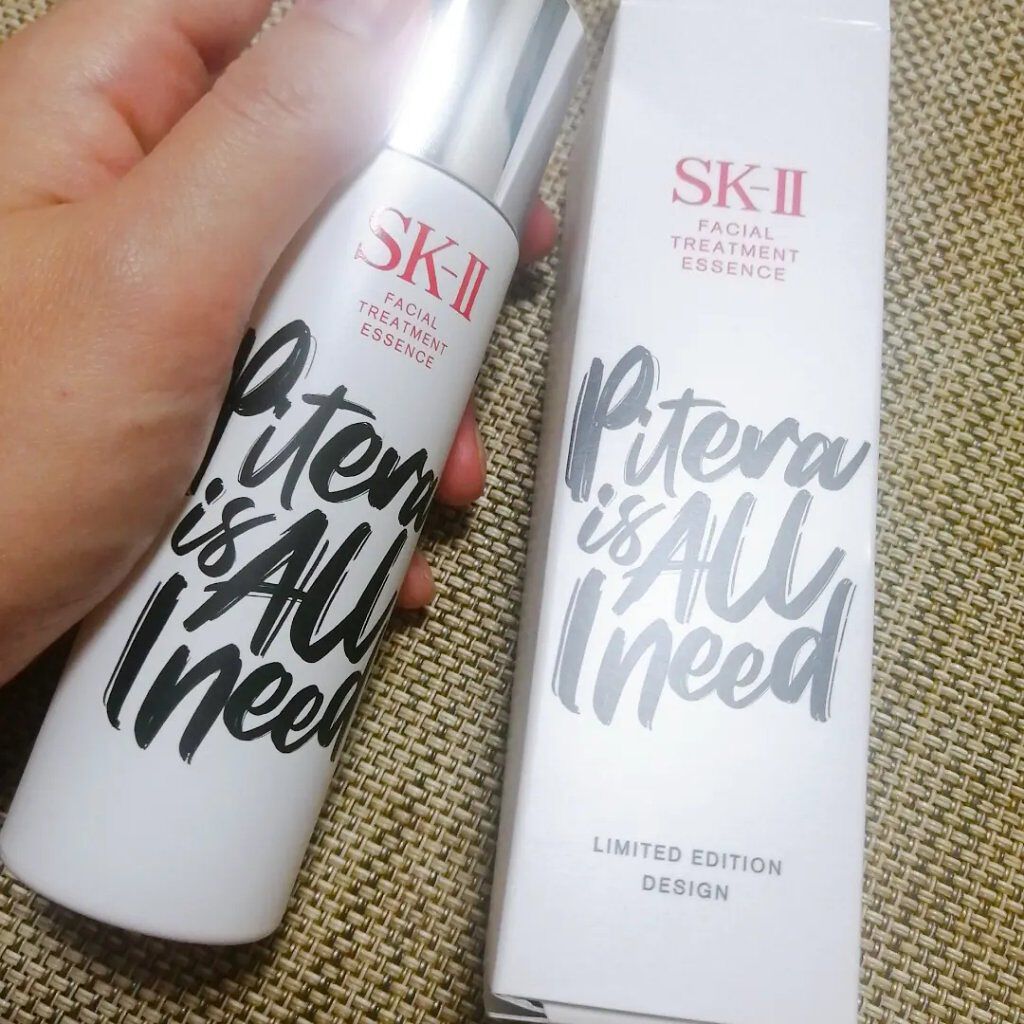 SK-II
FACIAL
TREATMENT
ESSENCE
Pitera
is ALL
I need
SK-II
FACIAL
TREATMENT
ESSENCE
Pitera
is ALL
I need
LIMITED EDITION
DESIGN